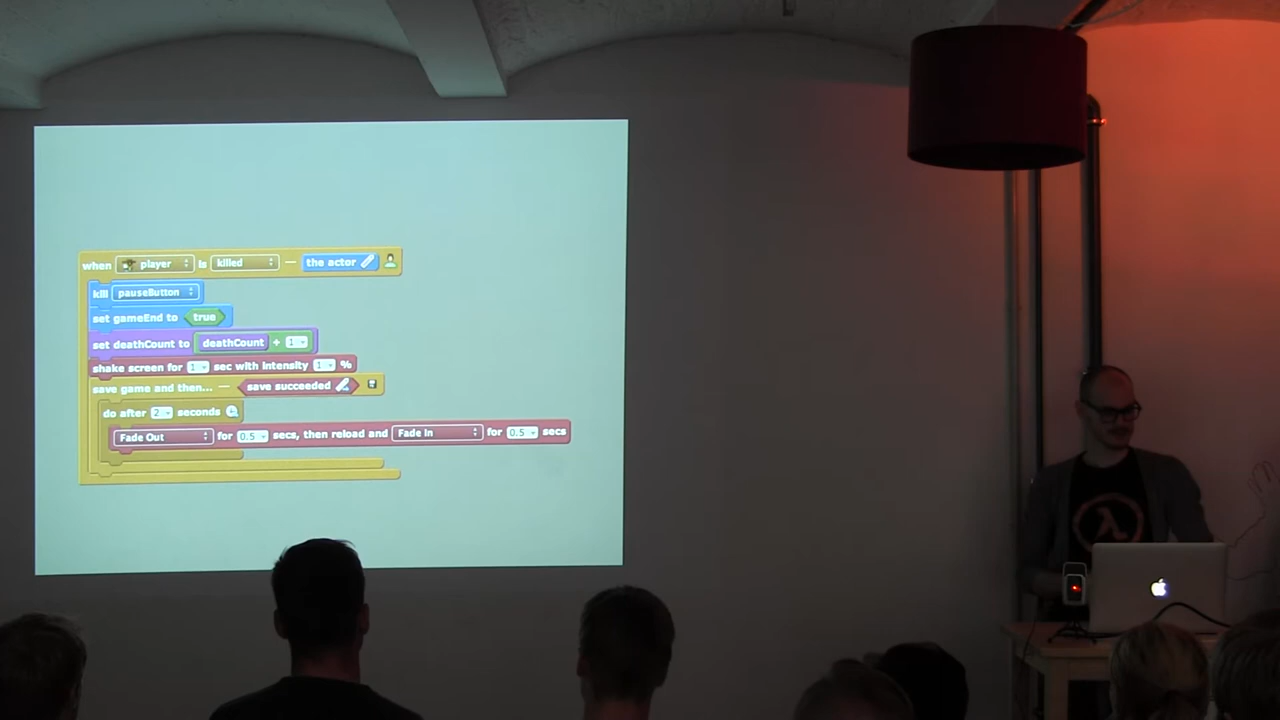 when player is killed — the actor
kill pauseButton
set gameEnd to true
set deathCount to deathCount + 1
shake screen for 1 sec with intensity 1 %
save game and then... — save succeeded
do after 2 seconds
Fade Out for 0.5 secs, then reload and Fade In for 0.5 secs
λ